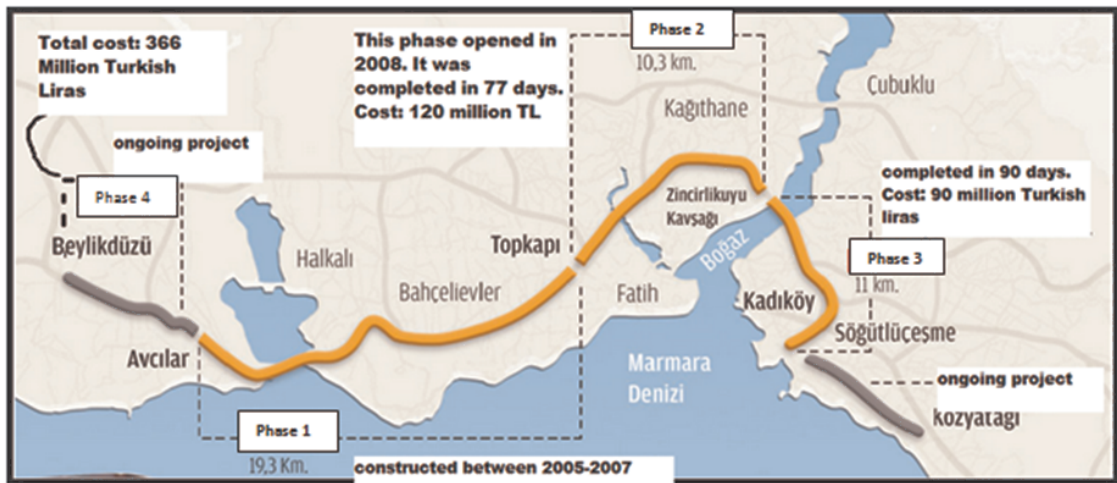 Total cost: 366
Million Turkish
Liras
ongoing project
Phase 4
Beylikdüzü
Avcılar
Halkalı
Bahçelievler
Topkapı
Phase 1
19,3 Km.
constructed between 2005-2007
This phase opened in
2008. It was
completed in 77 days.
Cost: 120 million TL
Phase 2
10,3 km.
Kağıthane
Çubuklu
Zincirlikuyu
Kavşağı
Boğaz
Fatih
Marmara
Denizi
completed in 90 days.
Cost: 90 million Turkish
liras
Phase 3
11 km.
Kadıköy
Söğütlüçeşme
ongoing project
kozyatağı